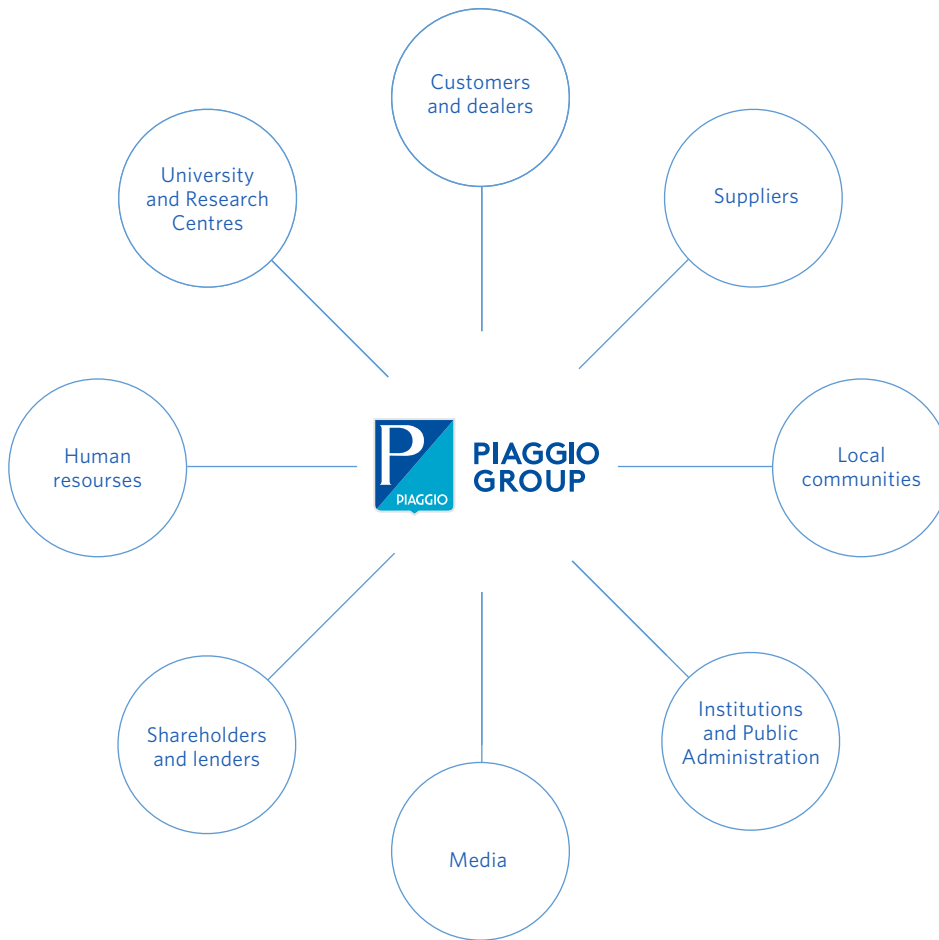 Customers
and dealers
University
and Research
Centres
Suppliers
Human
resourses
P
PIAGGIO
PIAGGIO
GROUP
Local
communities
Shareholders
and lenders
Institutions
and Public
Administration
Media